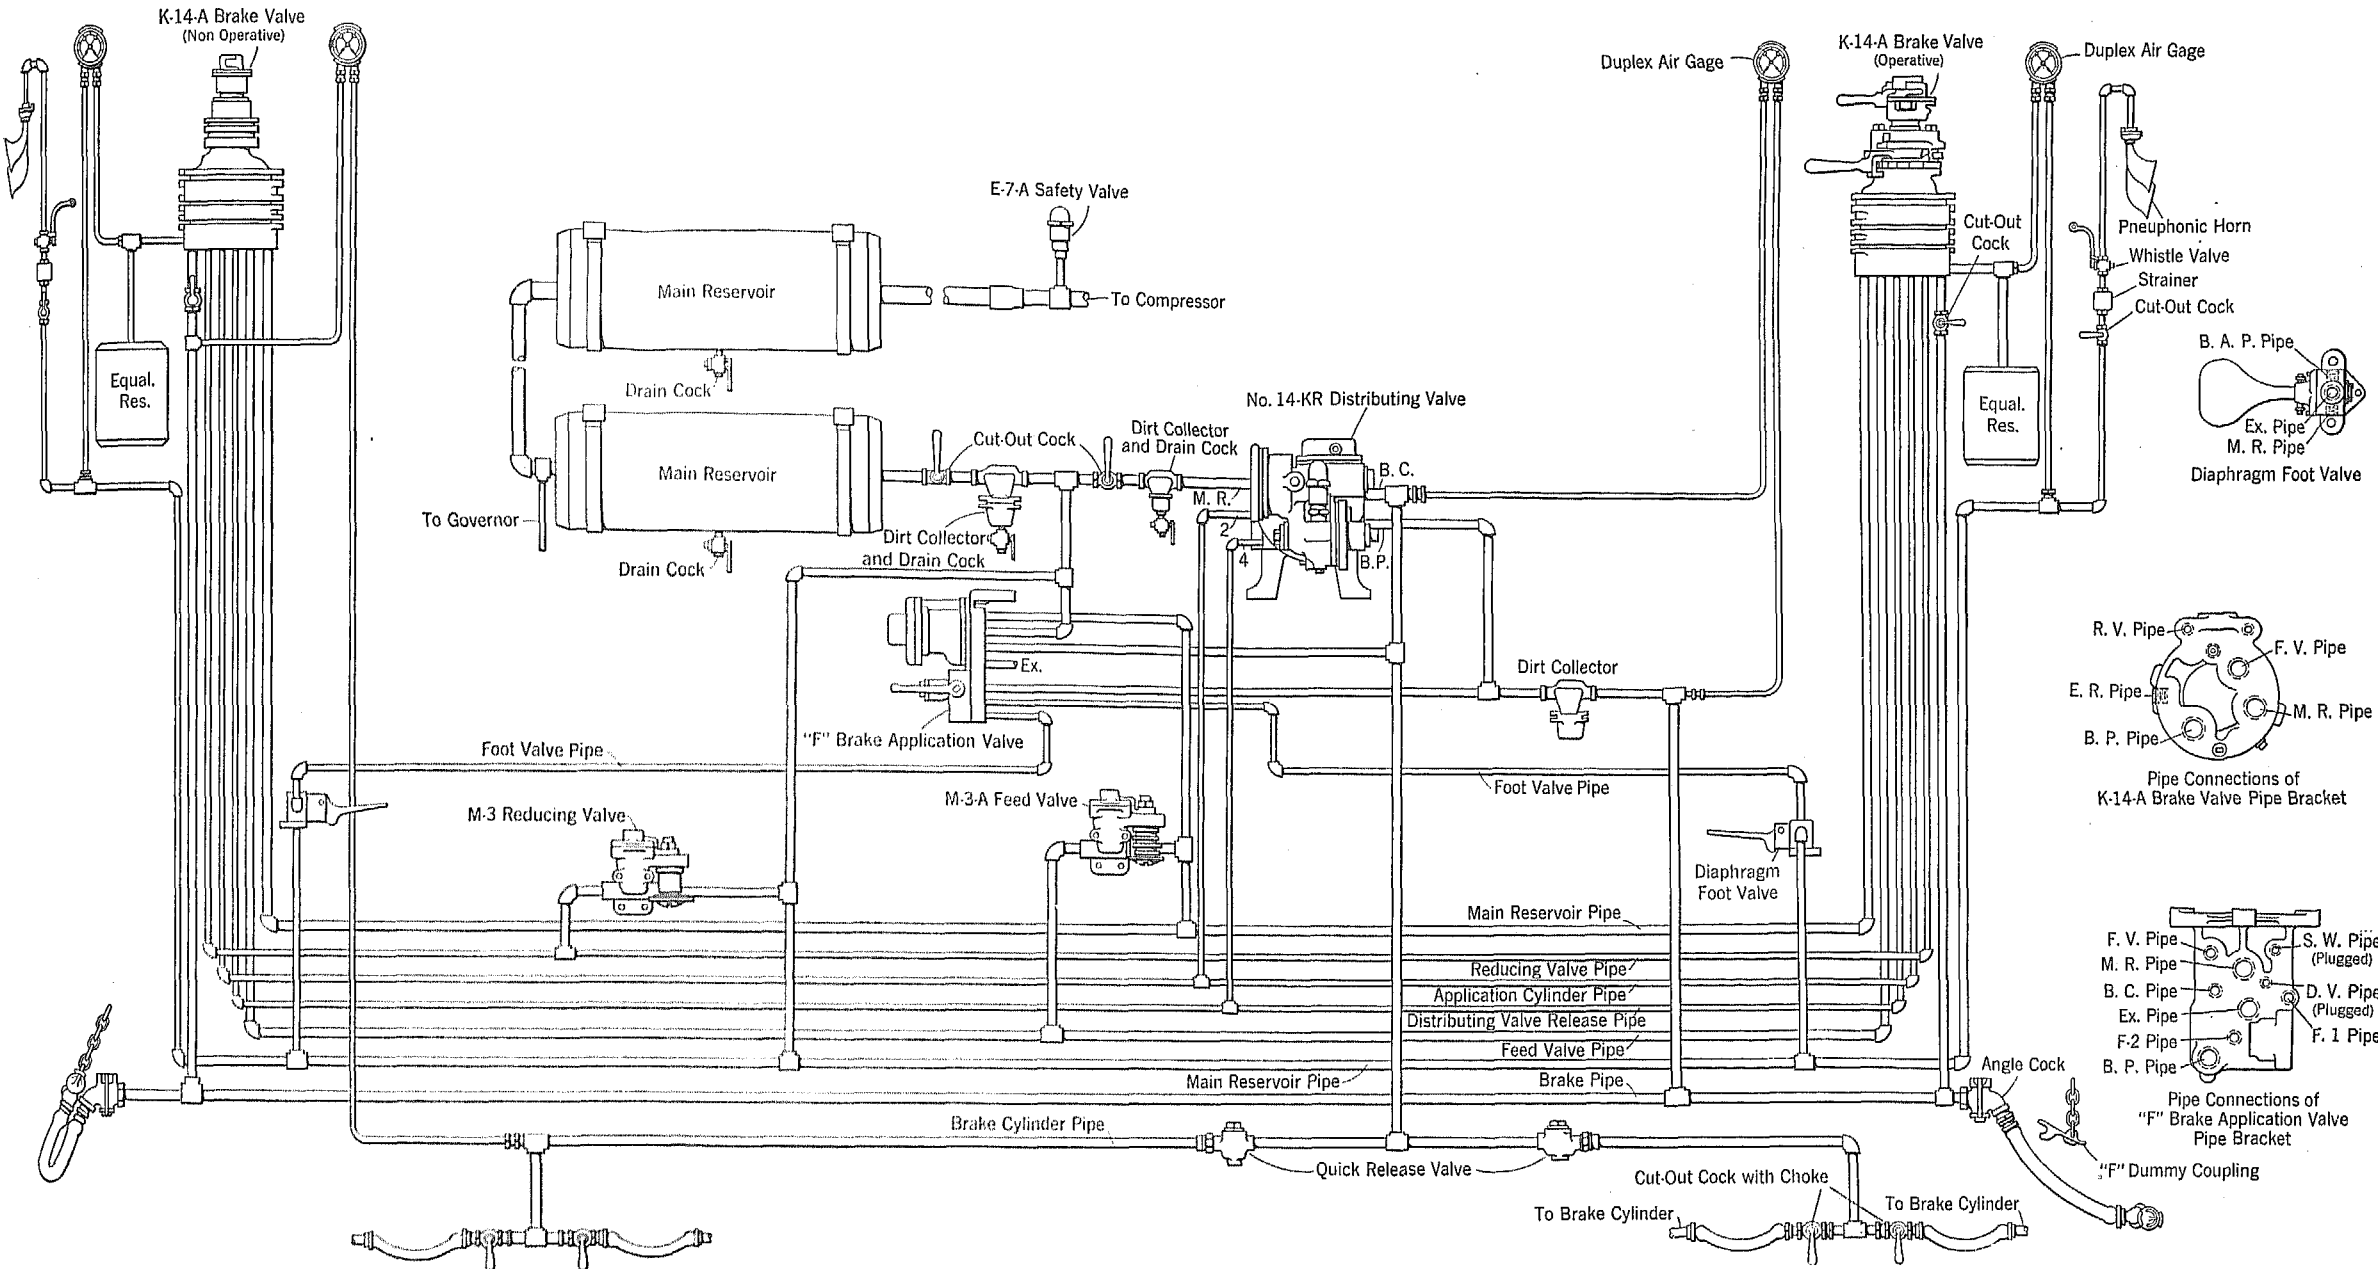 K-14-A Brake Valve
(Non Operative)
Duplex Air Gage
K-14-A Brake Valve
(Operative)
Duplex Air Gage
E-7-A Safety Valve
Main Reservoir
To Compressor
Drain Cock
Equal.
Res.
Cut-Out
Cock
Pneuphonic Horn
Whistle Valve
Strainer
Cut-Out Cock
B. A. P. Pipe
Ex. Pipe
M. R. Pipe
Diaphragm Foot Valve
Equal.
Res.
No. 14-KR Distributing Valve
Cut-Out Cock
Dirt Collector
and Drain Cock
Main Reservoir
To Governor
Drain Cock
Dirt Collector
and Drain Cock
B. C.
M. R.
2
4
B.P.
Ex.
"F" Brake Application Valve
Dirt Collector
Foot Valve Pipe
Foot Valve Pipe
M-3 Reducing Valve
M-3-A Feed Valve
Diaphragm
Foot Valve
R. V. Pipe
F. V. Pipe
E. R. Pipe
M. R. Pipe
B. P. Pipe
Pipe Connections of
K-14-A Brake Valve Pipe Bracket
Main Reservoir Pipe
Reducing Valve Pipe
Application Cylinder Pipe
Distributing Valve Release Pipe
Feed Valve Pipe
Main Reservoir Pipe
Brake Pipe
Brake Cylinder Pipe
Quick Release Valve
Angle Cock
F. V. Pipe
S. W. Pipe
(Plugged)
M. R. Pipe
B. C. Pipe
D. V. Pipe
(Plugged)
Ex. Pipe
F-2 Pipe
F. 1 Pipe
B. P. Pipe
Pipe Connections of
"F" Brake Application Valve
Pipe Bracket
"F" Dummy Coupling
Cut-Out Cock with Choke
To Brake Cylinder
To Brake Cylinder